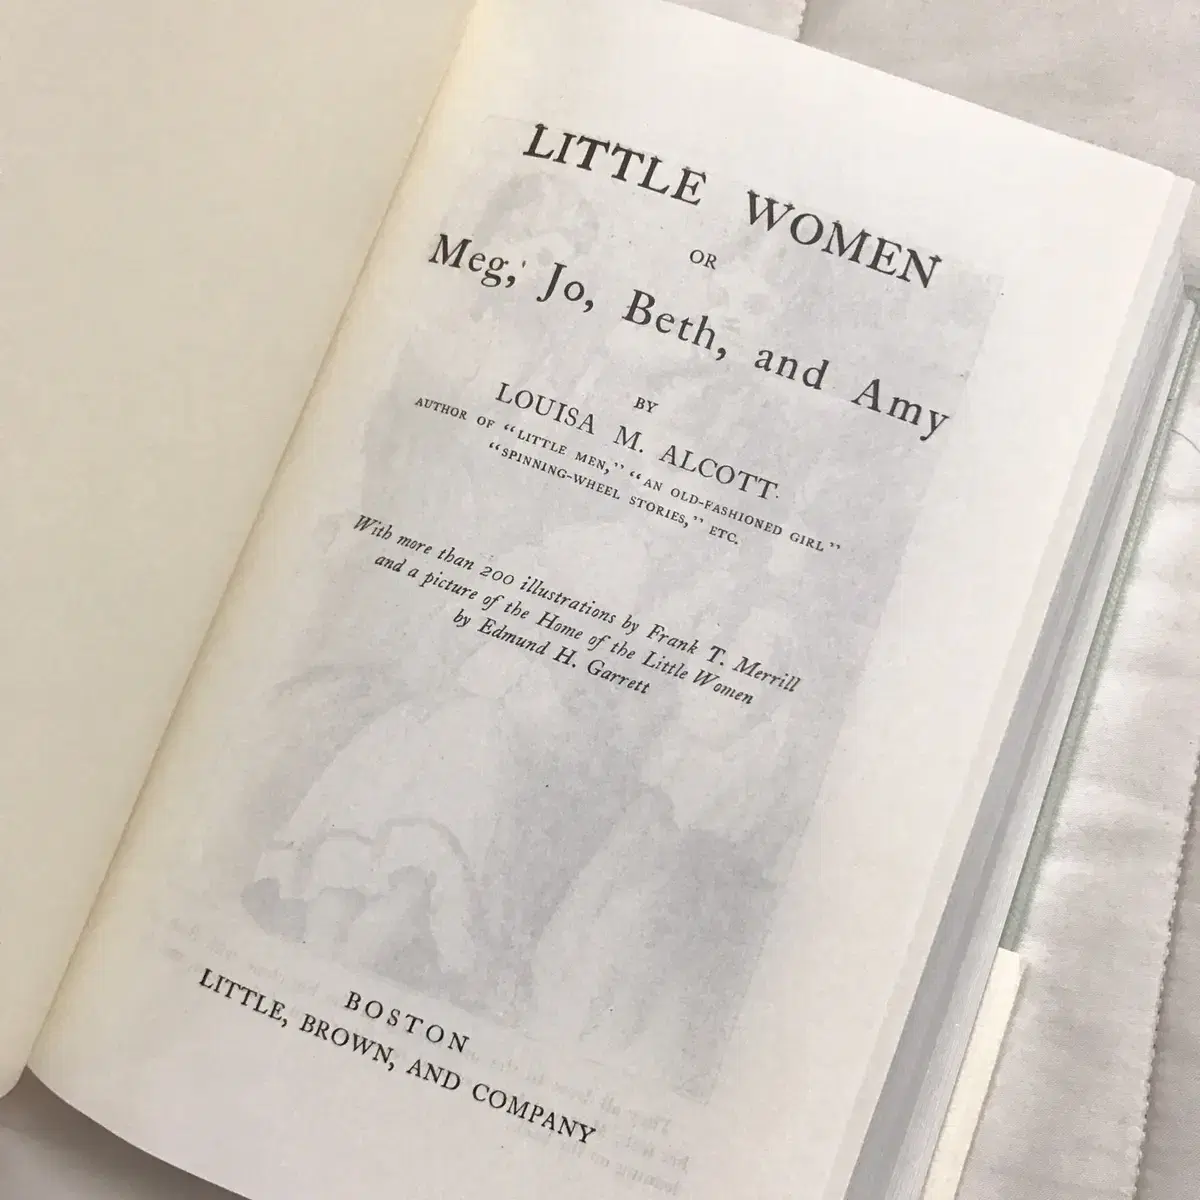 LITTLE WOMEN
OR
Meg, Jo, Beth, and Amy
BY
LOUISA M. ALCOTT
AUTHOR OF "LITTLE MEN," "AN OLD-FASHIONED GIRL"
"SPINNING-WHEEL STORIES," ETC.
With more than 200 illustrations by Frank T. Merrill
and a picture of the Home of the Little Women
by Edmund H. Garrett
BOSTON
LITTLE, BROWN, AND COMPANY